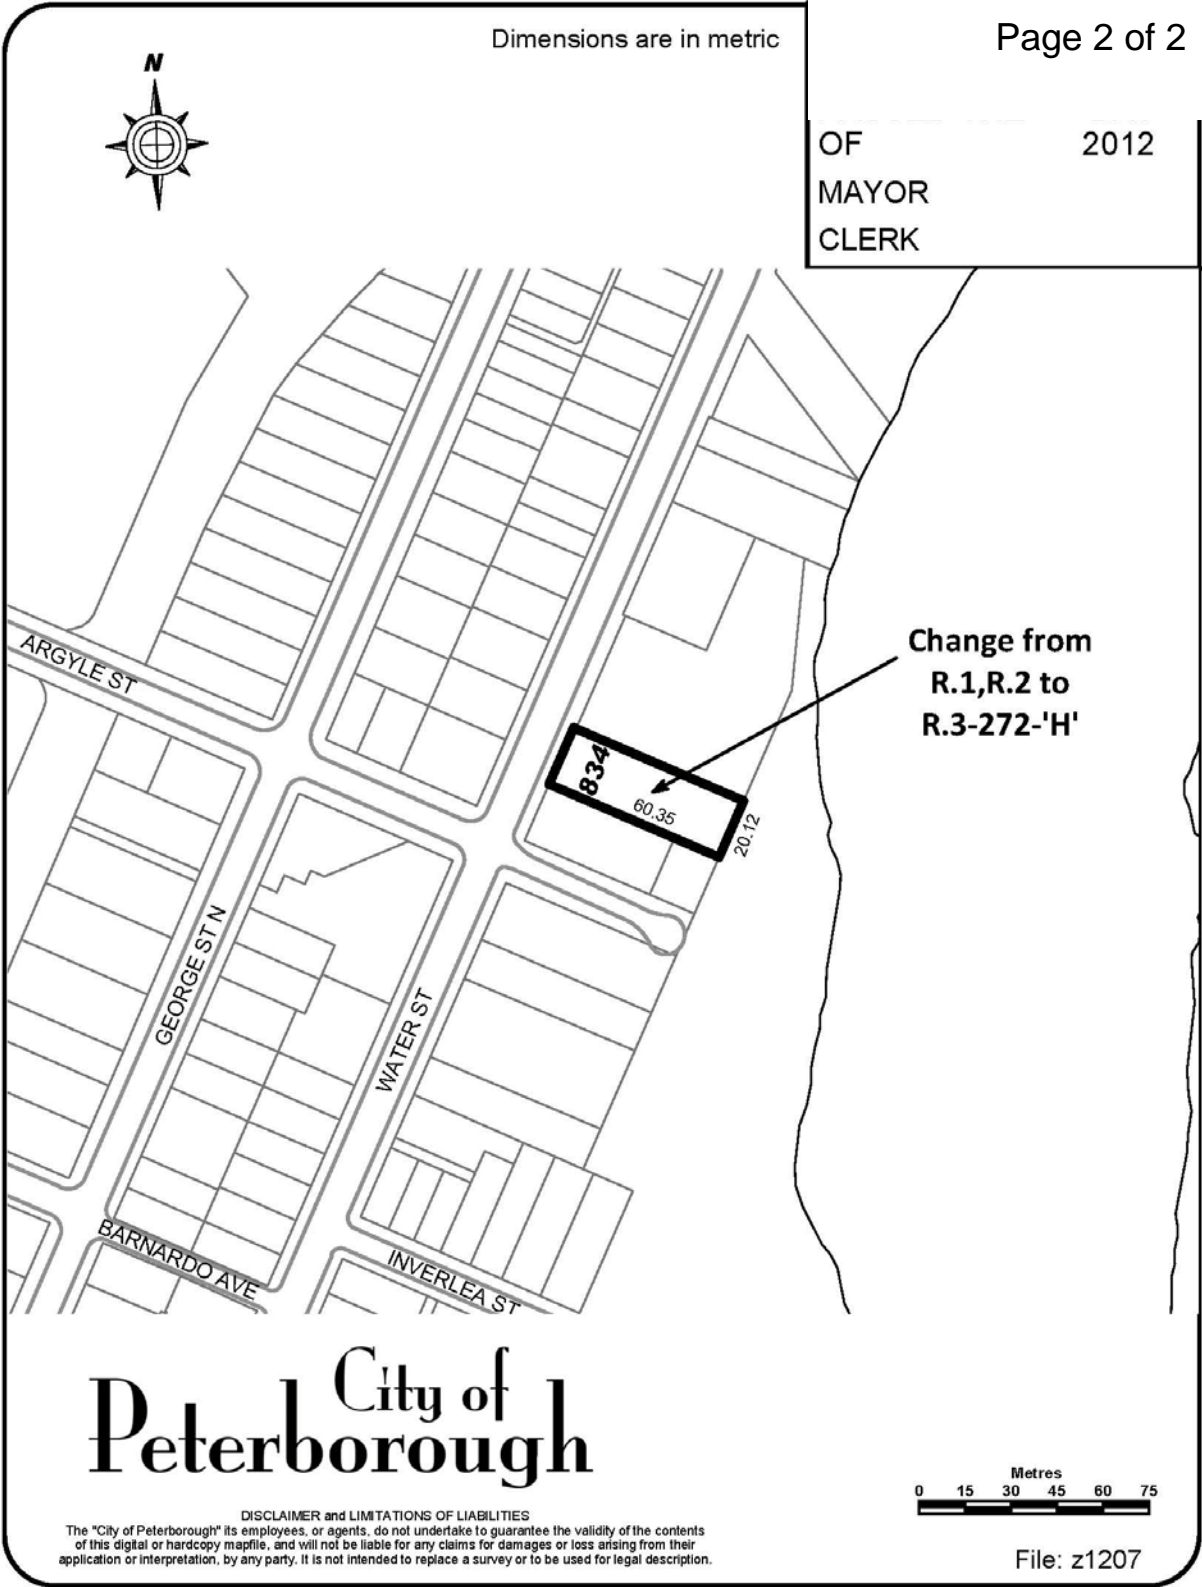 Dimensions are in metric
Page 2 of 2
N
OF 2012
MAYOR
CLERK
ARGYLE ST
Change from
R.1,R.2 to
R.3-272-'H'
834
60.35
20.12
GEORGE ST N
WATER ST
BARNARDO AVE
INVERLEA ST
City of
Peterborough
DISCLAIMER and LIMITATIONS OF LIABILITIES
The "City of Peterborough" its employees, or agents, do not undertake to guarantee the validity of the contents
of this digital or hardcopy mapfile, and will not be liable for any claims for damages or loss arising from their
application or interpretation, by any party. It is not intended to replace a survey or to be used for legal description.
Metres
0 15 30 45 60 75
File: z1207